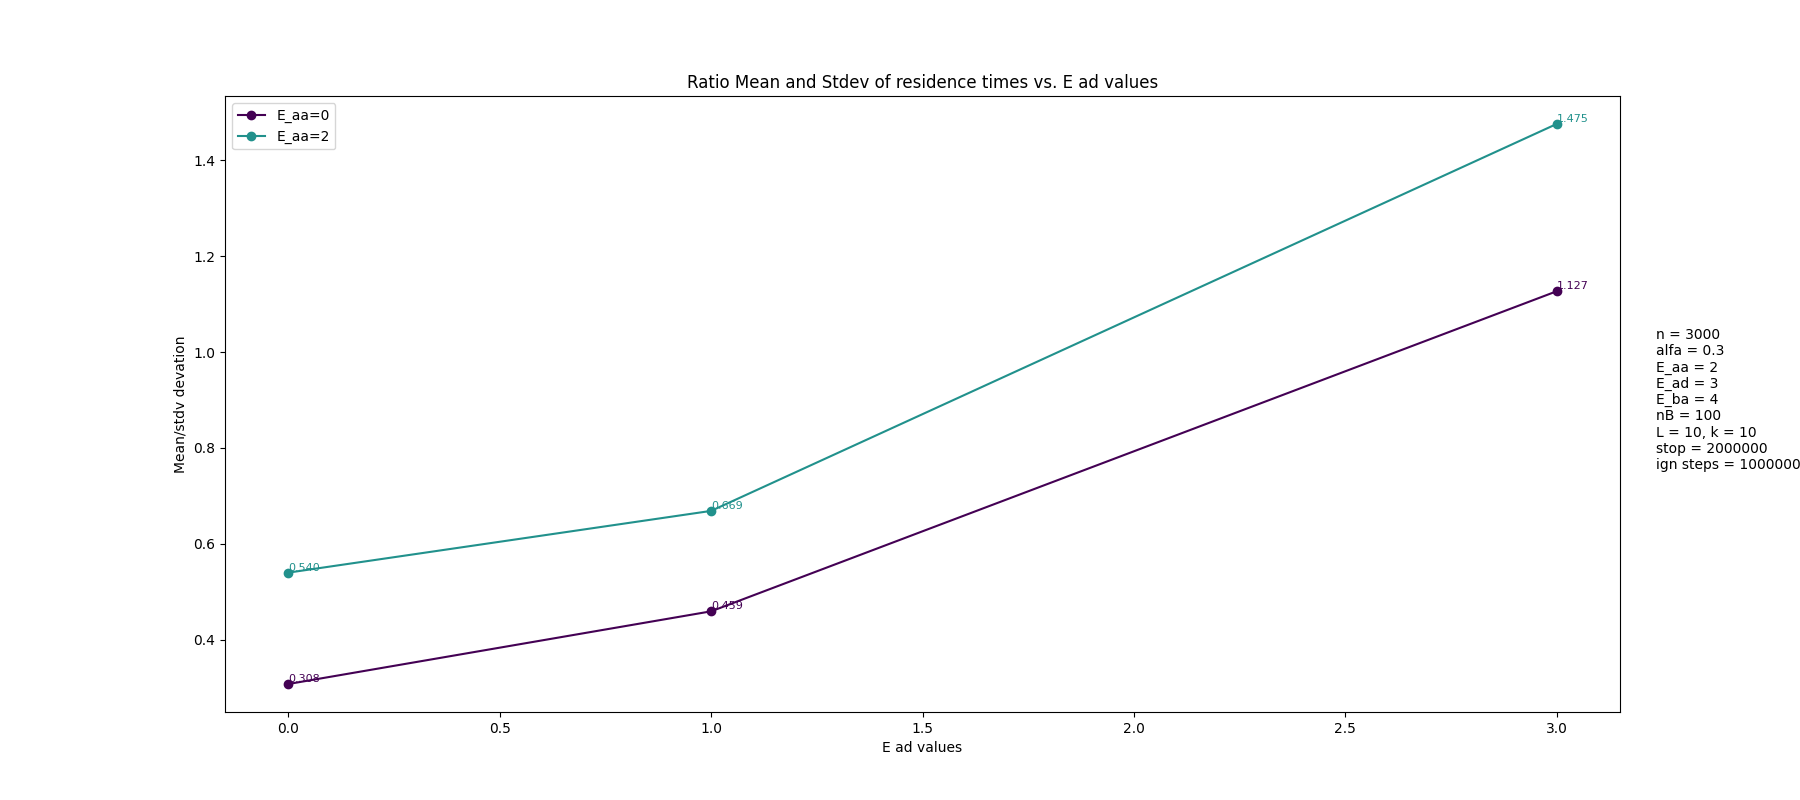 Ratio Mean and Stdev of residence times vs. E ad values
E_aa=0
E_aa=2
1.475
1.127
0.669
0.459
0.540
0.308
Mean/stdv devation
1.4
1.2
1.0
0.8
0.6
0.4
0.0 0.5 1.0 1.5 2.0 2.5 3.0
E ad values
n = 3000
alfa = 0.3
E_aa = 2
E_ad = 3
E_ba = 4
nB = 100
L = 10, k = 10
stop = 2000000
ign steps = 1000000